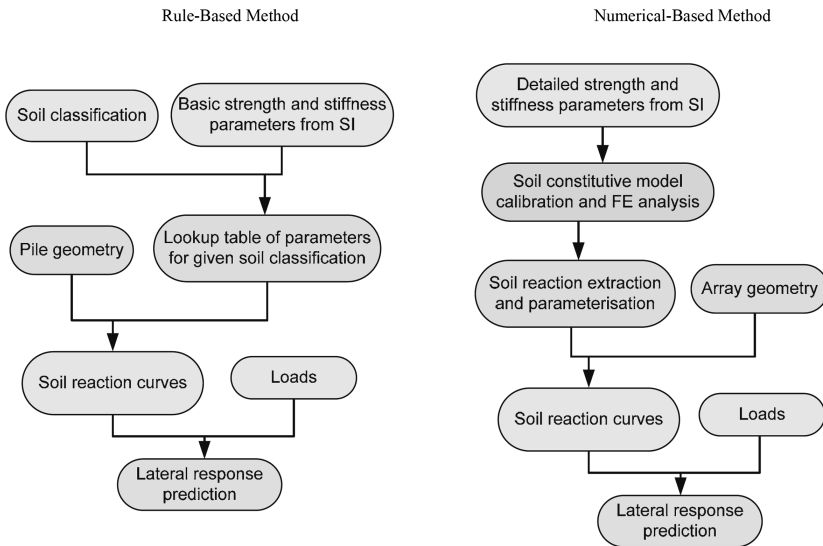 Rule-Based Method
Soil classification
Basic strength and stiffness
parameters from SI
Pile geometry
Lookup table of parameters
for given soil classification
Soil reaction curves
Loads
Lateral response
prediction
Numerical-Based Method
Detailed strength and
stiffness parameters from SI
Soil constitutive model
calibration and FE analysis
Soil reaction extraction
and parameterisation
Array geometry
Soil reaction curves
Loads
Lateral response
prediction